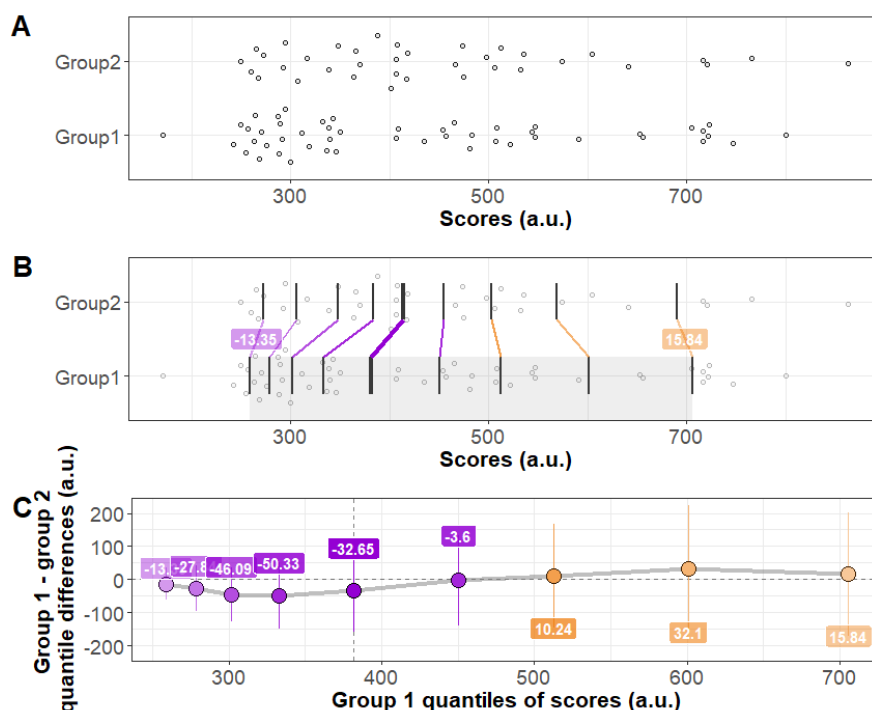 A
Group2
Group1
300 500 700
Scores (a.u.)
B
Group2
-13.35 15.84
Group1
300 500 700
Scores (a.u.)
C
Group 1 - group 2
quantile differences (a.u.)
200
100
0
-100
-200
-46.09 -50.33 -32.65 -3.6
10.24 32.1 15.84
300 400 500 600 700
Group 1 quantiles of scores (a.u.)